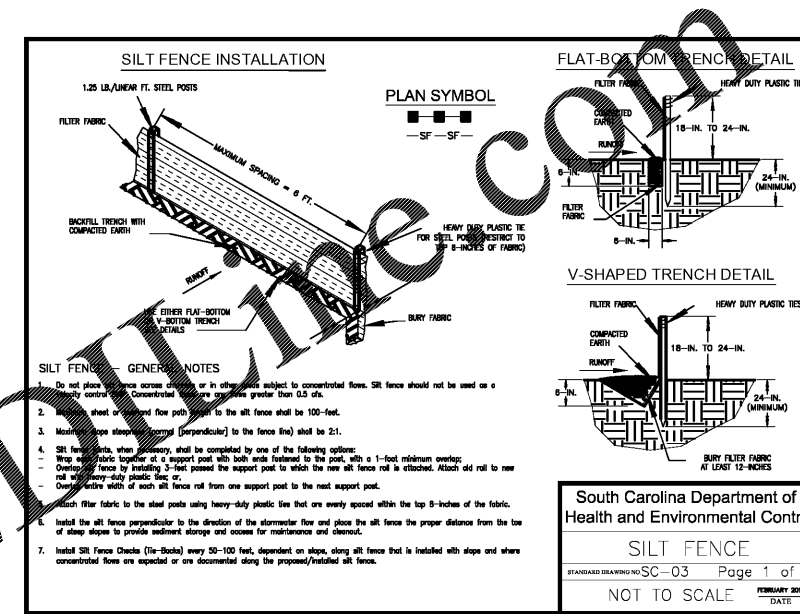 SILT FENCE INSTALLATION
1.25 LB./LINEAR FT. STEEL POSTS
FILTER FABRIC
MAXIMUM SPACING = 6 FT.
BACKFILL TRENCH WITH
COMPACTED EARTH
HEAVY DUTY PLASTIC TIE
FOR STEEL POSTS (RESTRICT TO
TOP 8-INCHES OF FABRIC)
RUNOFF
USE EITHER FLAT-BOTTOM
OR V-BOTTOM TRENCH
SEE DETAILS
BURY FABRIC
PLAN SYMBOL
SF SF
FLAT-BOTTOM TRENCH DETAIL
FILTER FABRIC
HEAVY DUTY PLASTIC TIE
COMPACTED
EARTH
18-IN. TO 24-IN.
RUNOFF
6-IN.
24-IN.
(MINIMUM)
FILTER
FABRIC
6-IN.
V-SHAPED TRENCH DETAIL
FILTER FABRIC
HEAVY DUTY PLASTIC TIES
COMPACTED
EARTH
18-IN. TO 24-IN.
RUNOFF
6-IN.
24-IN.
(MINIMUM)
BURY FILTER FABRIC
AT LEAST 12-INCHES
SILT FENCE - GENERAL NOTES
1. Do not place silt fence across channels or in other areas subject to concentrated flows. Silt fence should not be used as a
velocity control. Concentrated flows are any flows greater than 0.5 cfs.
2. Maximum sheet or overland flow path length to the silt fence shall be 100-feet.
3. Maximum slope steepness (normal [perpendicular] to the fence line) shall be 2:1.
4. Silt fence joints, when necessary, shall be completed by one of the following options:
- Wrap each fabric together at a support post with both ends fastened to the post, with a 1-foot minimum overlap;
- Overlap silt fence by installing 3-feet passed the support post to which the new silt fence roll is attached. Attach old roll to new
roll with heavy-duty plastic ties; or,
- Overlap entire width of each silt fence roll from one support post to the next support post.
5. Attach filter fabric to the steel posts using heavy-duty plastic ties that are evenly spaced within the top 8-inches of the fabric.
6. Install the silt fence perpendicular to the direction of the stormwater flow and place the silt fence the proper distance from the toe
of steep slopes to provide sediment storage and access for maintenance and cleanout.
7. Install Silt Fence Checks (Tie-Backs) every 50-100 feet, dependent on slope, along silt fence that is installed with slope and where
concentrated flows are expected or are documented along the proposed/installed silt fence.
South Carolina Department of
Health and Environmental Contr
SILT FENCE
STANDARD DRAWING NO. SC-03 Page 1 of
NOT TO SCALE FEBRUARY 20
DATE
DLine.com